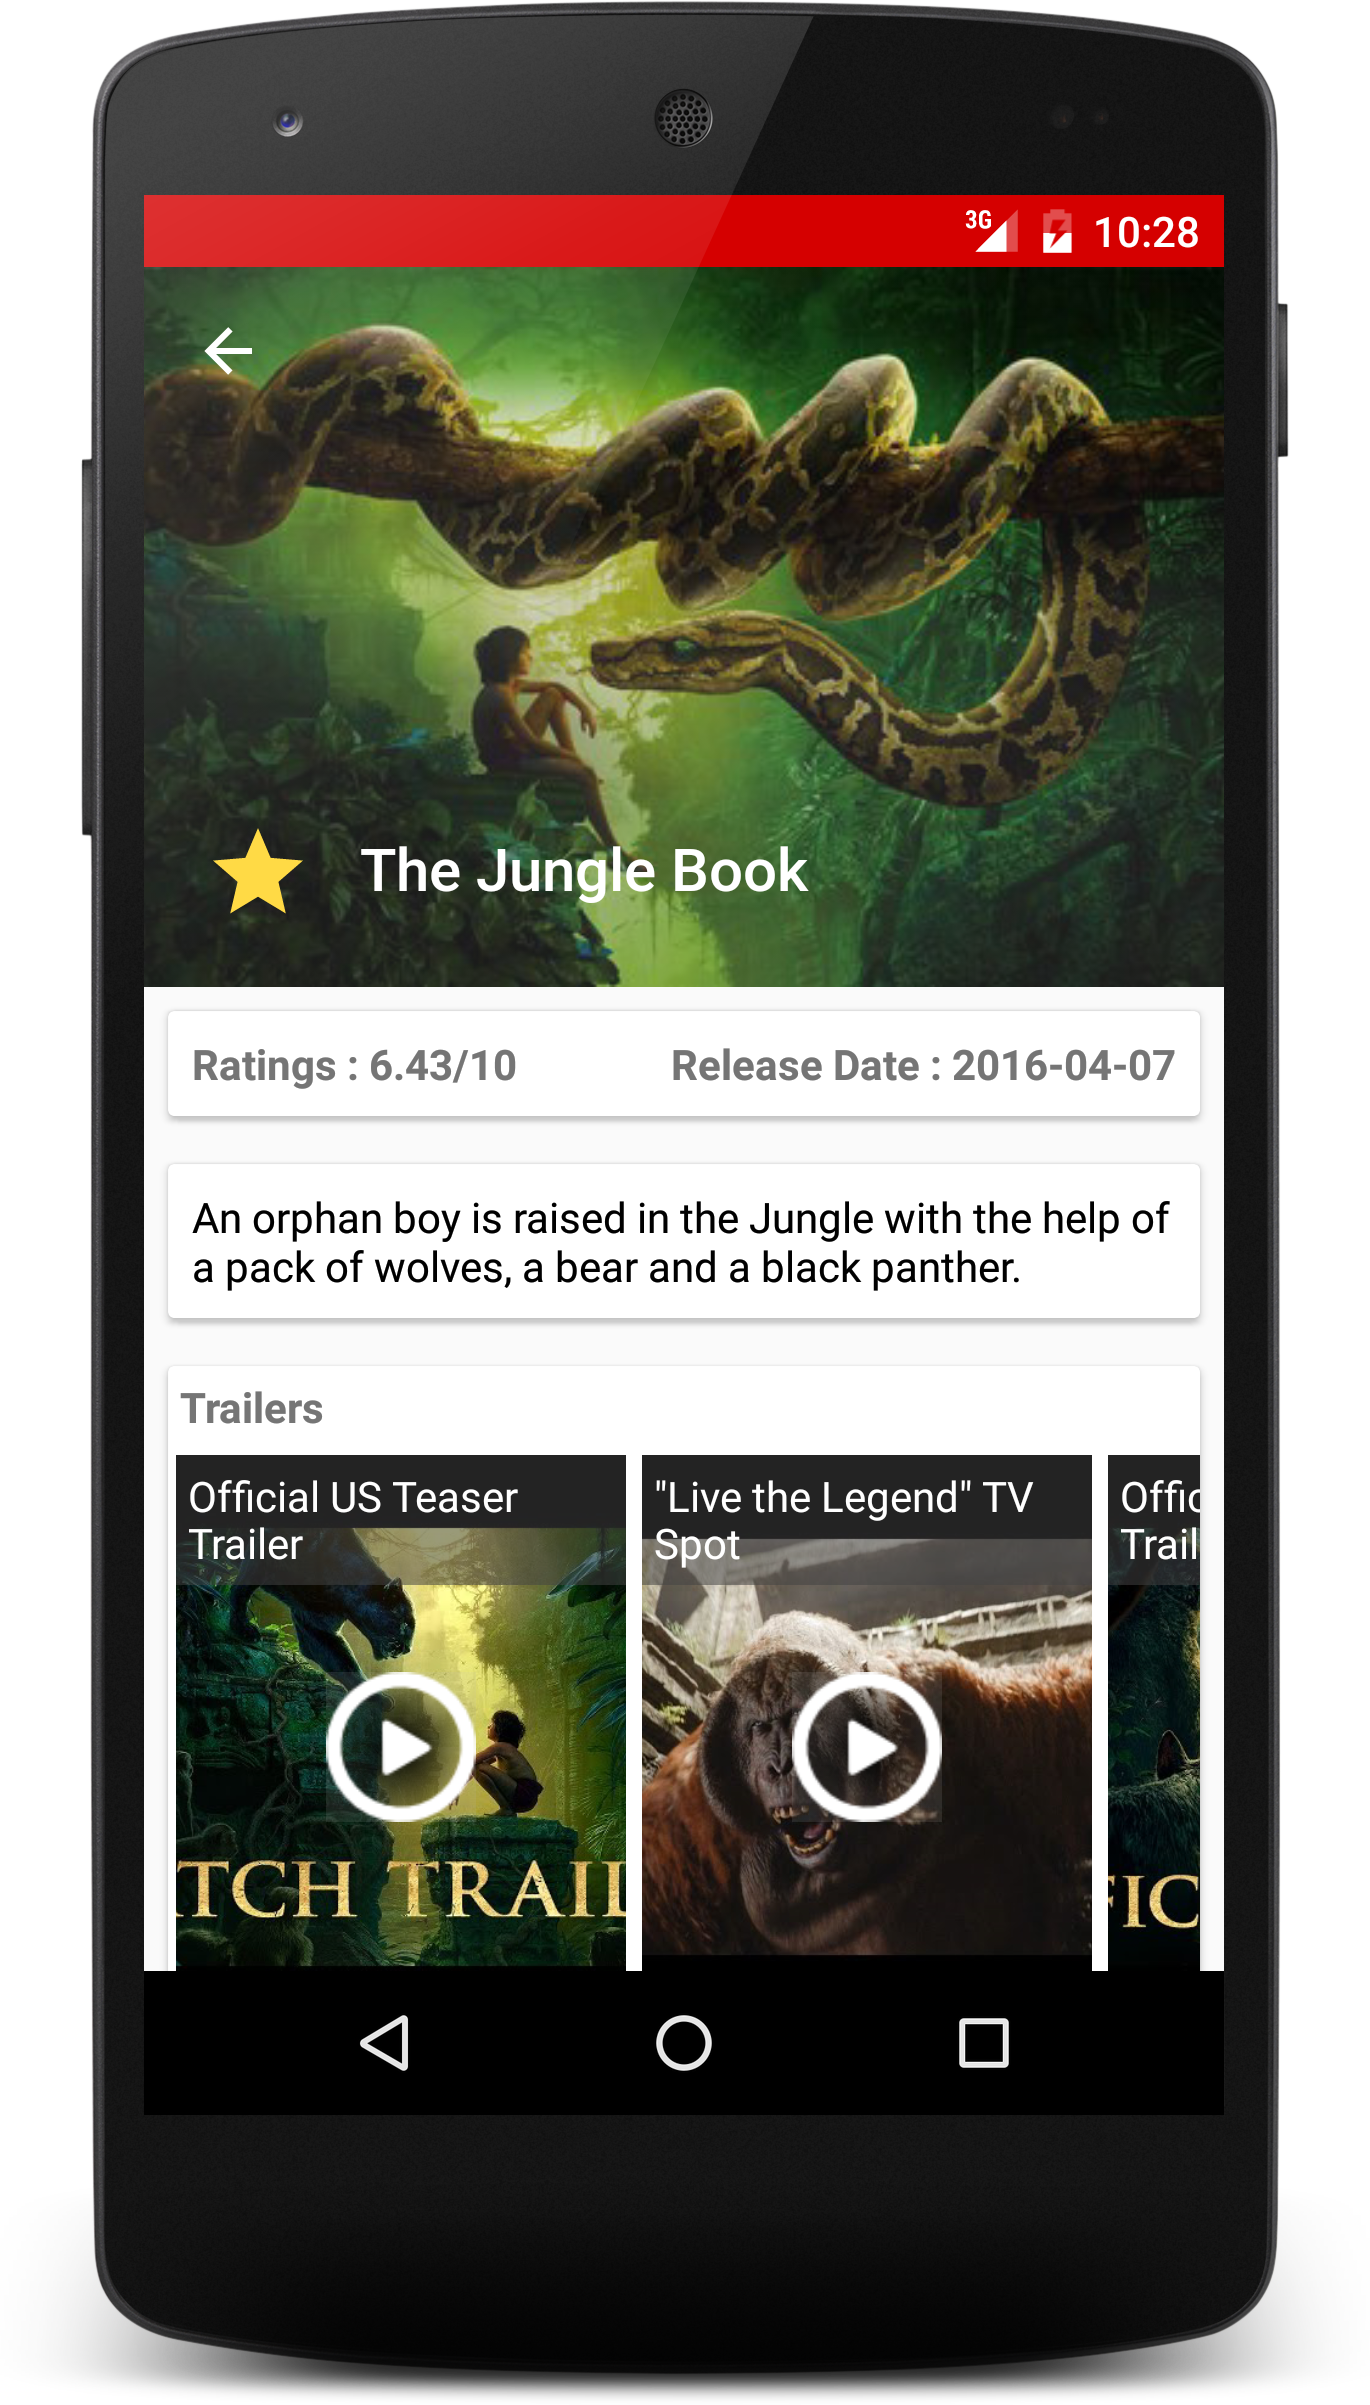 3G
10:28
The Jungle Book
Ratings : 6.43/10
Release Date : 2016-04-07
An orphan boy is raised in the Jungle with the help of
a pack of wolves, a bear and a black panther.
Trailers
Official US Teaser
Trailer
"Live the Legend" TV
Spot
Offic
Trail
TCH TRAIL
FIC